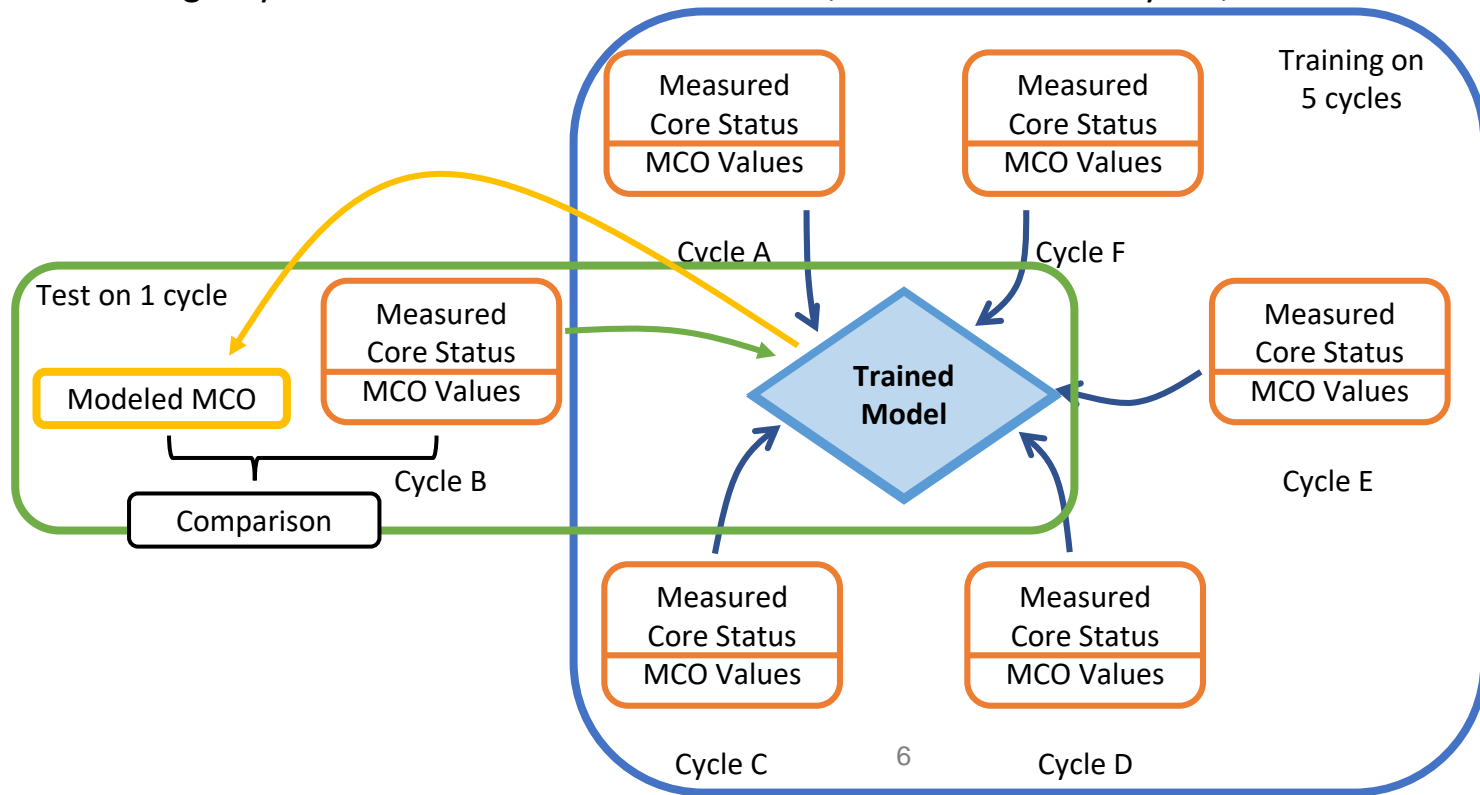 Measured
Core Status
MCO Values
Measured
Core Status
MCO Values
Training on
5 cycles
Cycle A
Cycle F
Test on 1 cycle
Measured
Core Status
MCO Values
Modeled MCO
Trained
Model
Measured
Core Status
MCO Values
Cycle B
Cycle E
Comparison
Measured
Core Status
MCO Values
Measured
Core Status
MCO Values
Cycle C
6
Cycle D